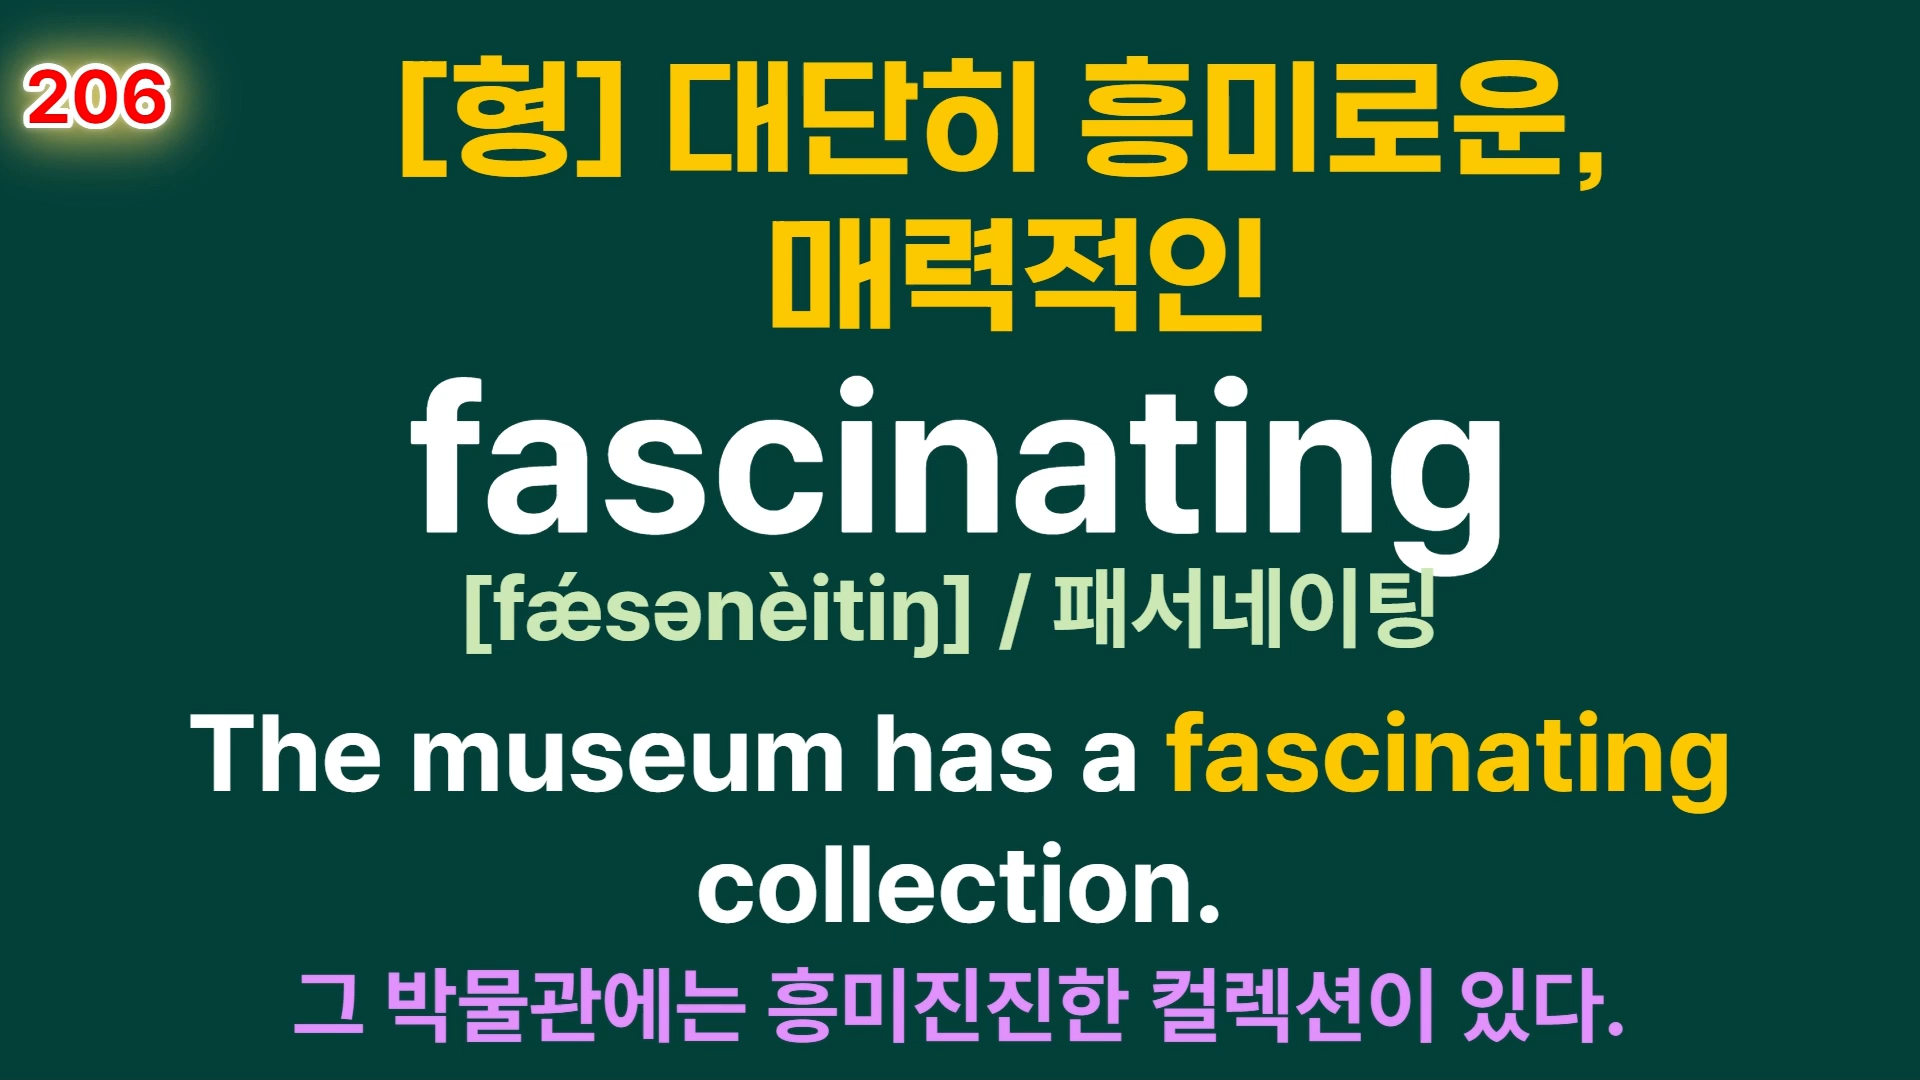 206
[형] 대단히 흥미로운,
매력적인
fascinating
[fǽsənèitiŋ] / 패서네이팅
The museum has a fascinating
collection.
그 박물관에는 흥미진진한 컬렉션이 있다.